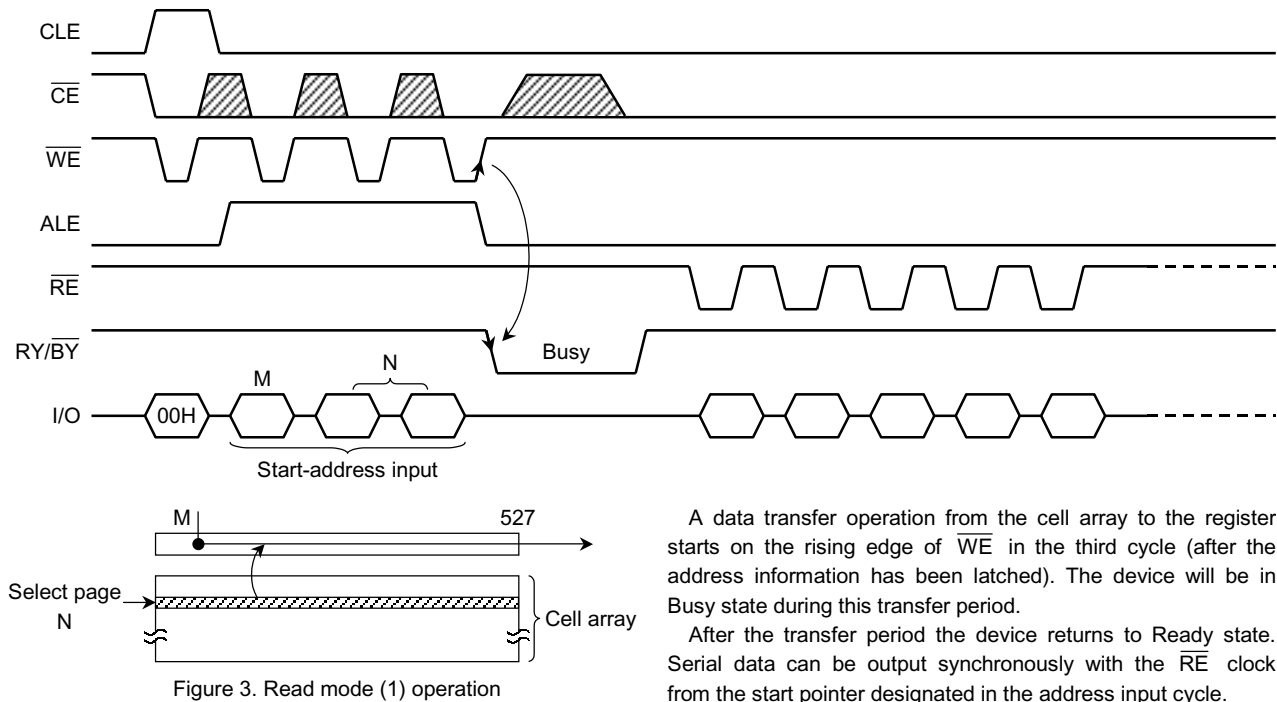 CLE
CE
WE
ALE
RE
RY/BY
Busy
M
N
I/O
00H
Start-address input
M
527
Select page
N
Cell array
Figure 3. Read mode (1) operation
A data transfer operation from the cell array to the register
starts on the rising edge of WE in the third cycle (after the
address information has been latched). The device will be in
Busy state during this transfer period.
After the transfer period the device returns to Ready state.
Serial data can be output synchronously with the RE clock
from the start pointer designated in the address input cycle.